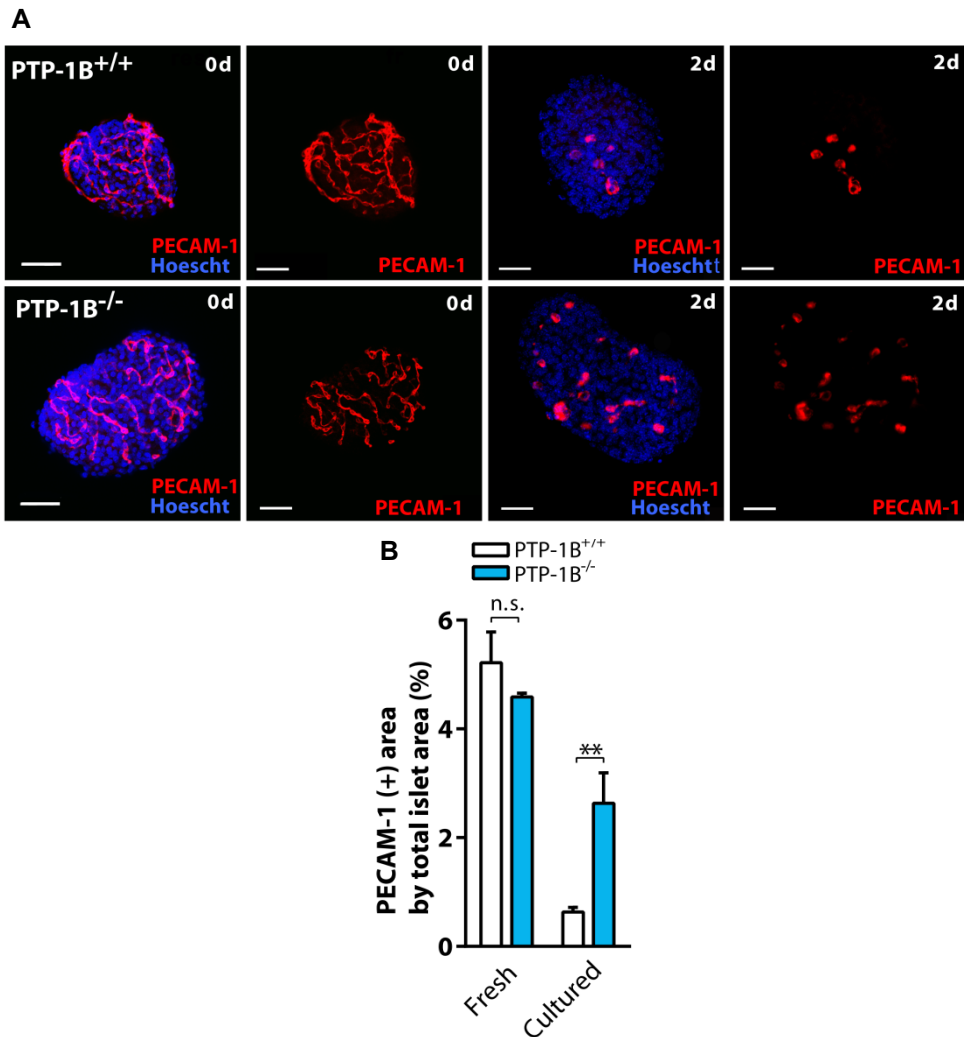 A
PTP-1B+/+
0d
PECAM-1
Hoescht
0d
PECAM-1
2d
PECAM-1
Hoescht†
2d
PECAM-1
PTP-1B-/-
0d
PECAM-1
Hoescht
0d
PECAM-1
2d
PECAM-1
Hoescht
2d
PECAM-1
B
PTP-1B+/+
PTP-1B-/-
n.s.
**
6
4
2
0
PECAM-1 (+) area
by total islet area (%)
Fresh
Cultured